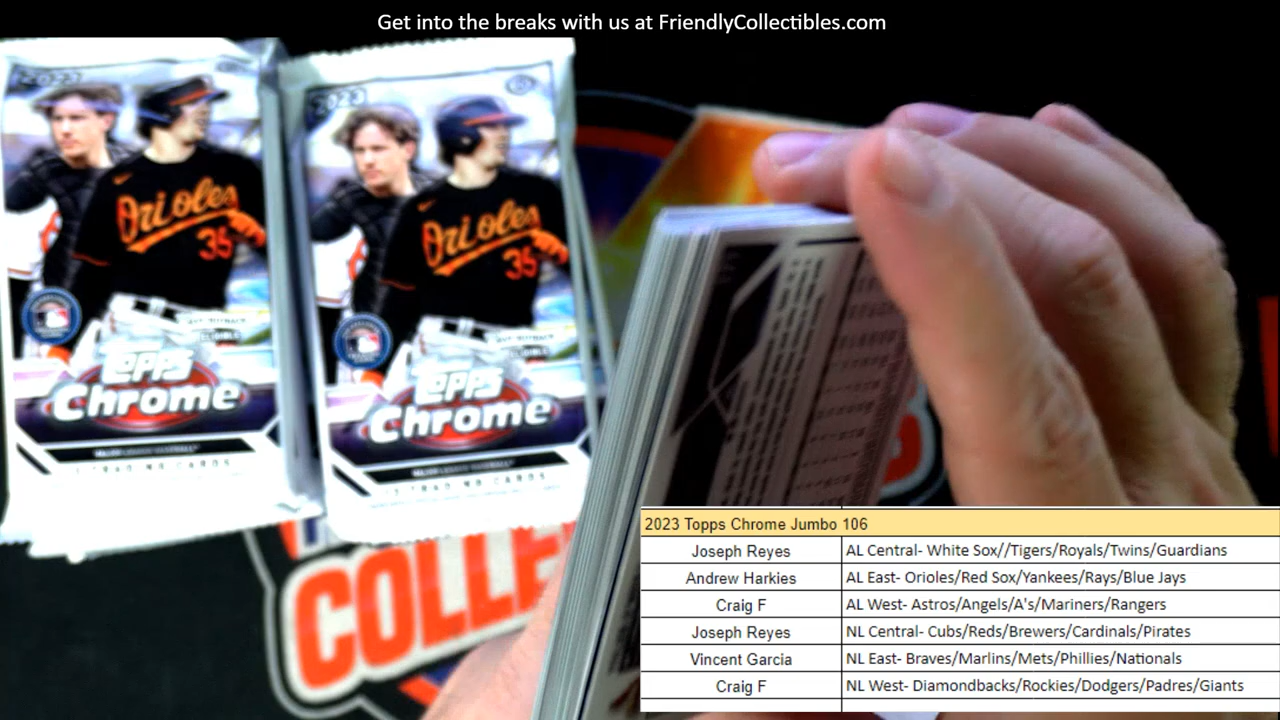 Get into the breaks with us at FriendlyCollectibles.com
2023
Orioles
35
Topps
Chrome
2023
Orioles
35
Topps
Chrome
COLLE
2023 Topps Chrome Jumbo 106
Joseph Reyes AL Central- White Sox//Tigers/Royals/Twins/Guardians
Andrew Harkies AL East- Orioles/Red Sox/Yankees/Rays/Blue Jays
Craig F AL West- Astros/Angels/A's/Mariners/Rangers
Joseph Reyes NL Central- Cubs/Reds/Brewers/Cardinals/Pirates
Vincent Garcia NL East- Braves/Marlins/Mets/Phillies/Nationals
Craig F NL West- Diamondbacks/Rockies/Dodgers/Padres/Giants